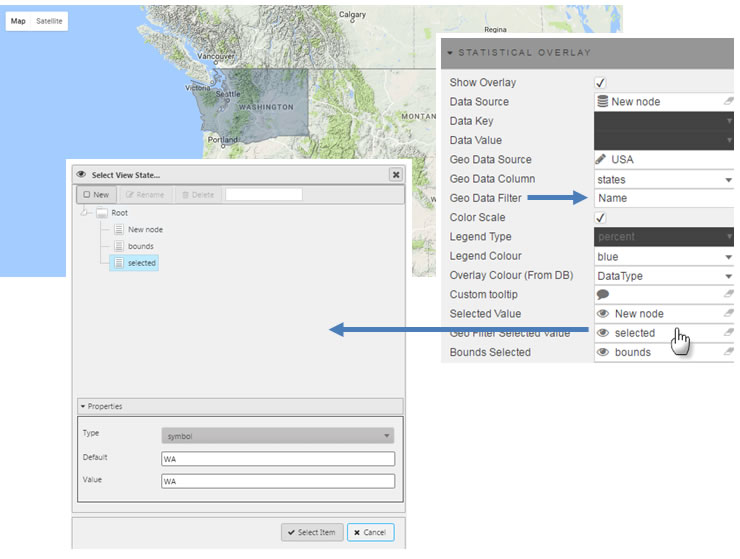 Map Satellite
Calgary
Regina
Vancouver
Victoria
Seattle
WASHINGTON
MONTAN
Portland
STATISTICAL OVERLAY
Show Overlay
Data Source New node
Data Key
Data Value
Geo Data Source USA
Geo Data Column states
Geo Data Filter Name
Color Scale
Legend Type percent
Legend Colour blue
Overlay Colour (From DB) DataType
Custom tooltip
Selected Value New node
Geo Filter Selected Value selected
Bounds Selected bounds
Select View State...
New Rename Delete
Root
New node
bounds
selected
Properties
Type symbol
Default WA
Value WA
Select Item Cancel